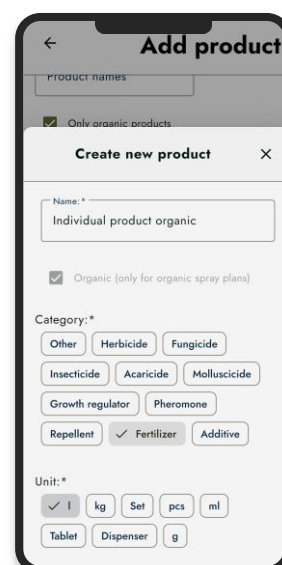 Add product
Product names
Only organic products
Create new product
Name:*
Individual product organic
Organic (only for organic spray plans)
Category:*
Other Herbicide Fungicide
Insecticide Acaricide Molluscicide
Growth regulator Pheromone
Repellent Fertilizer Additive
Unit:*
l kg Set pcs ml
Tablet Dispenser g